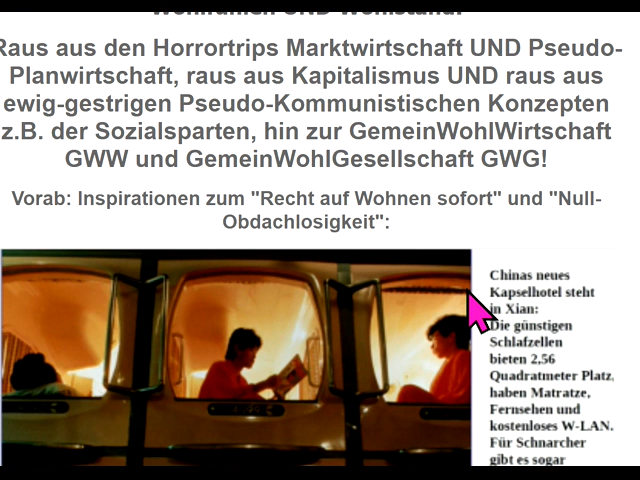 Wohlfühlen UND Wohlstand!
Raus aus den Horrortrips Marktwirtschaft UND Pseudo-
Planwirtschaft, raus aus Kapitalismus UND raus aus
ewig-gestrigen Pseudo-Kommunistischen Konzepten
z.B. der Sozialsparten, hin zur GemeinWohlWirtschaft
GWW und GemeinWohlGesellschaft GWG!
Vorab: Inspirationen zum "Recht auf Wohnen sofort" und "Null-
Obdachlosigkeit":
Chinas neues
Kapselhotel steht
in Xian:
Die günstigen
Schlafzellen
bieten 2,56
Quadratmeter Platz,
haben Matratze,
Fernsehen und
kostenloses W-LAN.
Für Schnarcher
gibt es sogar